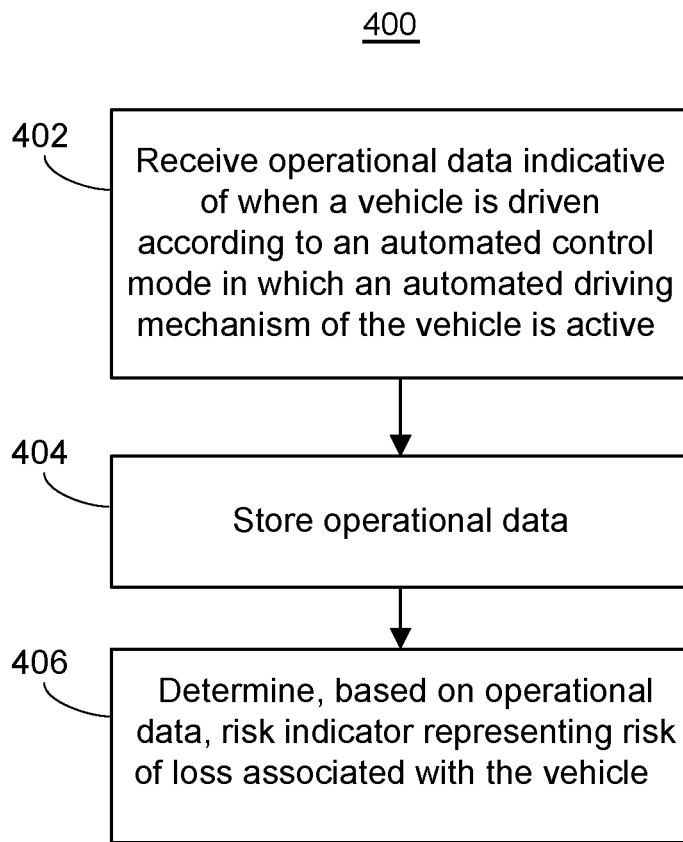 400
402
Receive operational data indicative
of when a vehicle is driven
according to an automated control
mode in which an automated driving
mechanism of the vehicle is active
404
Store operational data
406
Determine, based on operational
data, risk indicator representing risk
of loss associated with the vehicle